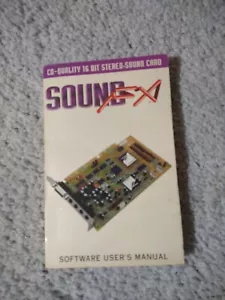 CD-QUALITY 16 BIT STEREO-SOUND CARD
SOUND FX
SOFTWARE USER'S MANUAL